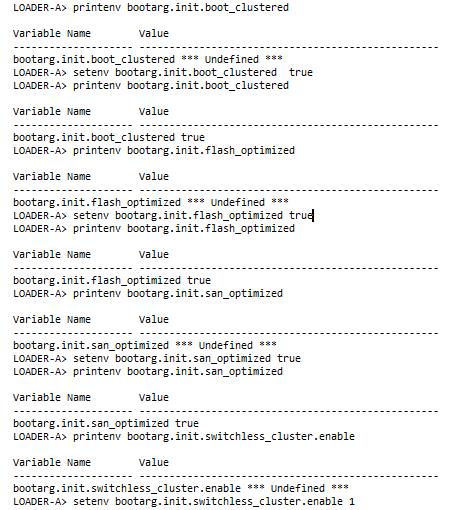 LOADER-A> printenv bootarg.init.boot_clustered
Variable Name Value
-------------------- --------------------------------------------------
bootarg.init.boot_clustered *** Undefined ***
LOADER-A> setenv bootarg.init.boot_clustered  true
LOADER-A> printenv bootarg.init.boot_clustered
Variable Name Value
-------------------- --------------------------------------------------
bootarg.init.boot_clustered true
LOADER-A> printenv bootarg.init.flash_optimized
Variable Name Value
-------------------- --------------------------------------------------
bootarg.init.flash_optimized *** Undefined ***
LOADER-A> setenv bootarg.init.flash_optimized true
LOADER-A> printenv bootarg.init.flash_optimized
Variable Name Value
-------------------- --------------------------------------------------
bootarg.init.flash_optimized true
LOADER-A> printenv bootarg.init.san_optimized
Variable Name Value
-------------------- --------------------------------------------------
bootarg.init.san_optimized *** Undefined ***
LOADER-A> setenv bootarg.init.san_optimized true
LOADER-A> printenv bootarg.init.san_optimized
Variable Name Value
-------------------- --------------------------------------------------
bootarg.init.san_optimized true
LOADER-A> printenv bootarg.init.switchless_cluster.enable
Variable Name Value
-------------------- --------------------------------------------------
bootarg.init.switchless_cluster.enable *** Undefined ***
LOADER-A> setenv bootarg.init.switchless_cluster.enable 1